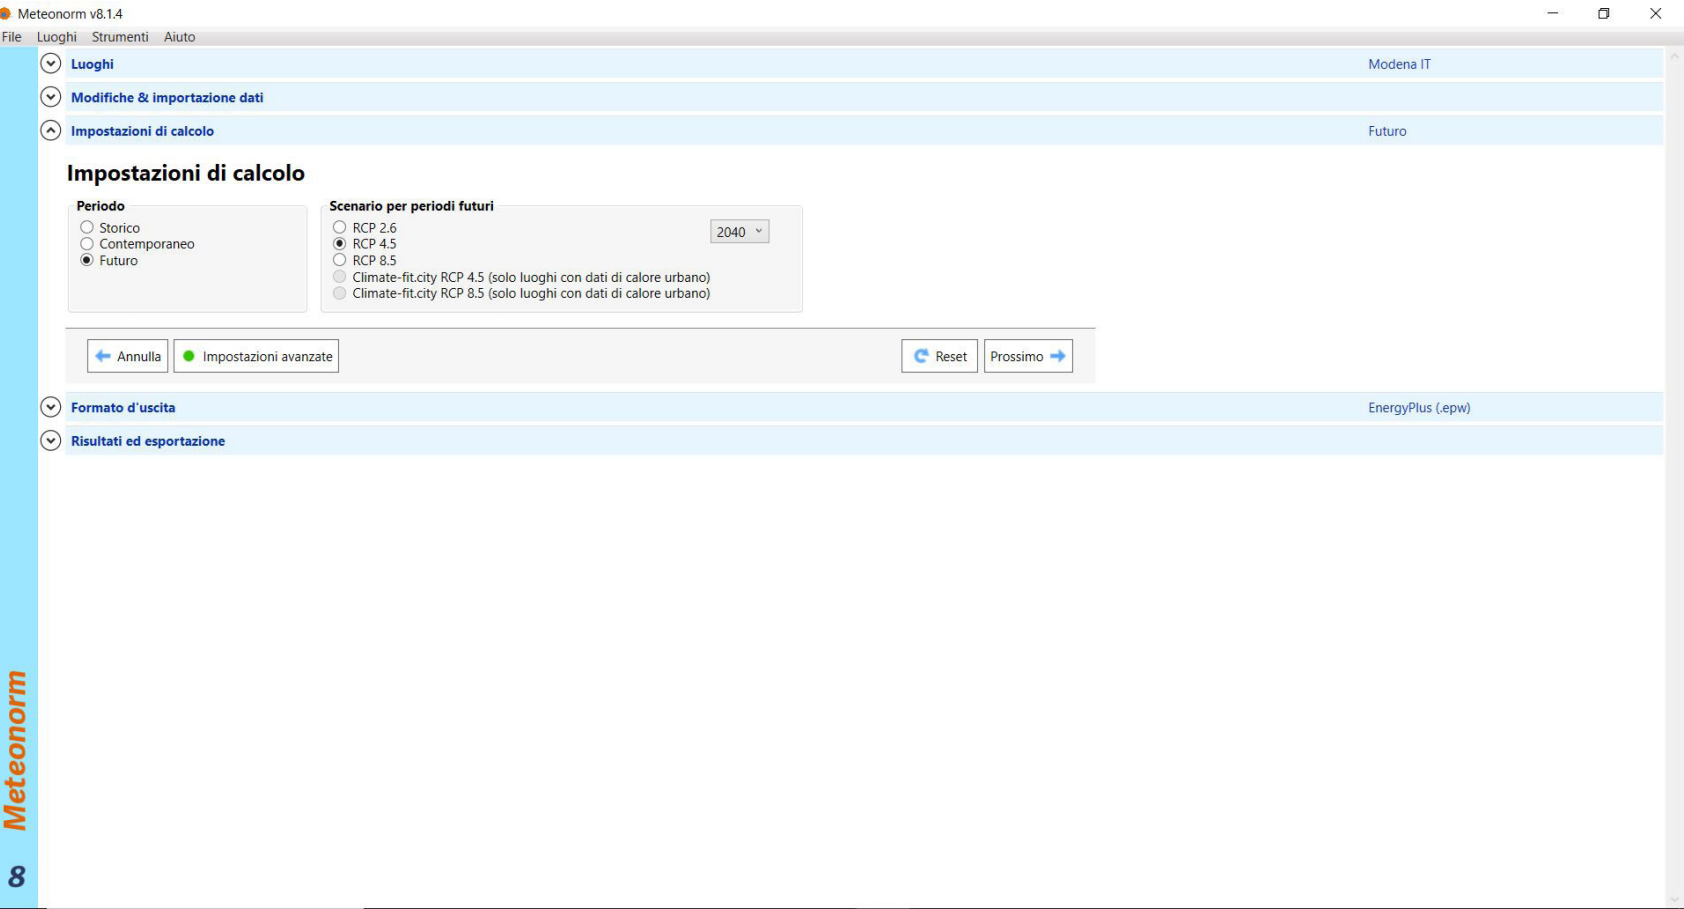 Meteonorm v8.1.4
File Luoghi Strumenti Aiuto
Luoghi Modena IT
Modifiche & importazione dati
Impostazioni di calcolo Futuro
Impostazioni di calcolo
Periodo
Storico
Contemporaneo
Futuro
Scenario per periodi futuri
RCP 2.6
2040
RCP 4.5
RCP 8.5
Climate-fit.city RCP 4.5 (solo luoghi con dati di calore urbano)
Climate-fit.city RCP 8.5 (solo luoghi con dati di calore urbano)
Annulla Impostazioni avanzate Reset Prossimo
Formato d'uscita EnergyPlus (.epw)
Risultati ed esportazione
Meteonorm
8